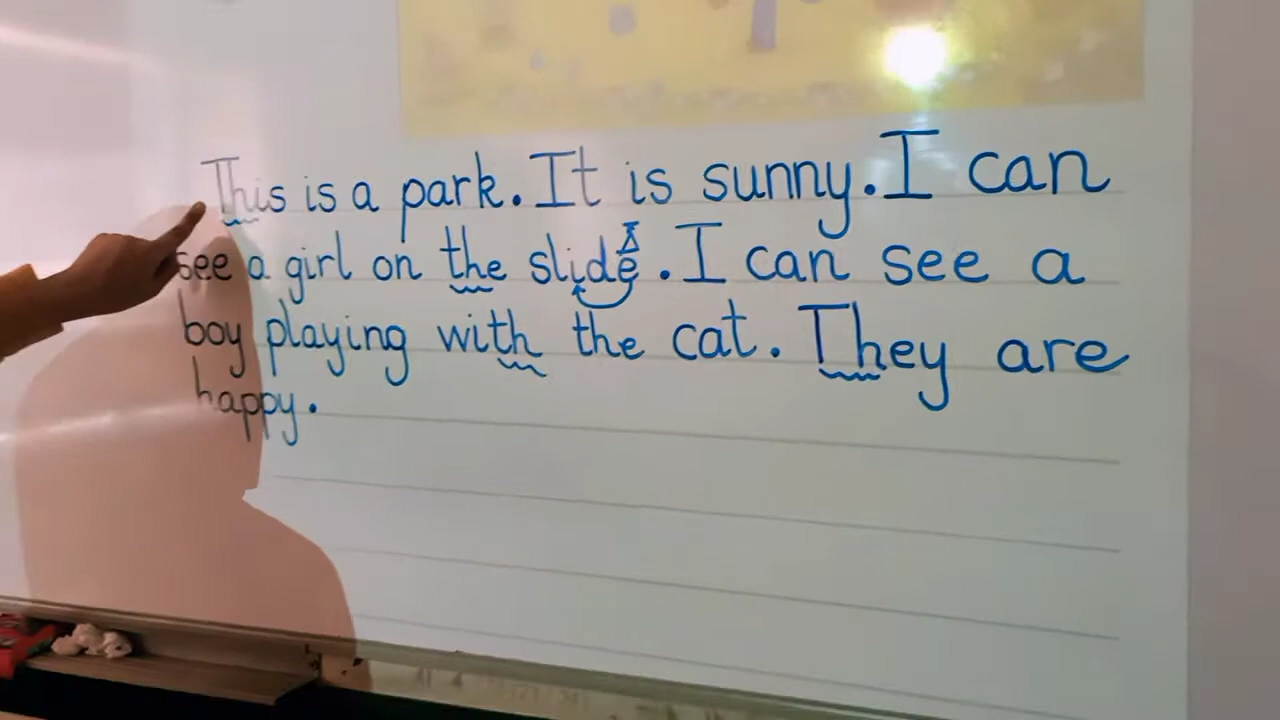 This is a park. It is sunny. I can
see a girl on the slide. I can see a
boy playing with the cat. They are
happy.